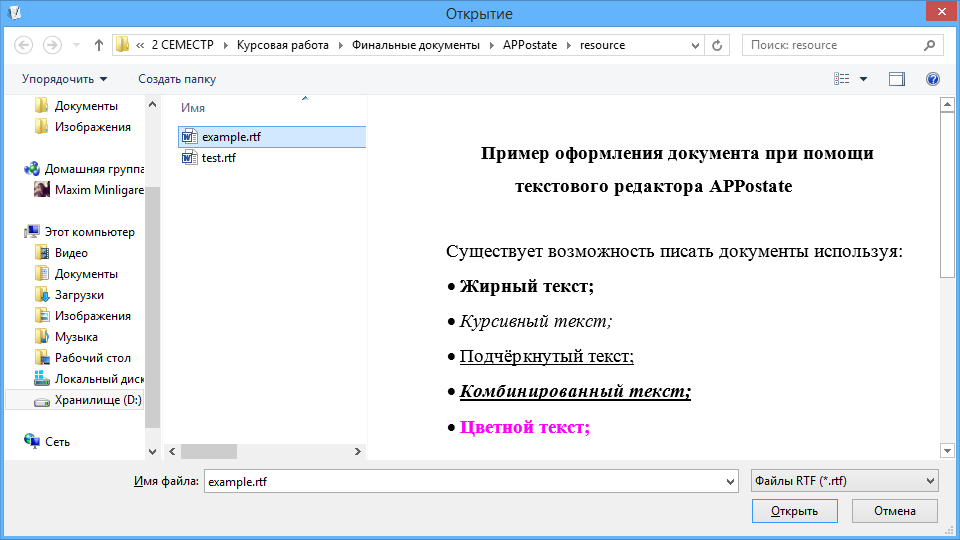 Открытие
« 2 СЕМЕСТР ▸ Курсовая работа ▸ Финальные документы ▸ APPostate ▸ resource
Поиск: resource
Упорядочить
Создать папку
Документы
Изображения
Домашняя группа
Maxim Minligare
Этот компьютер
Видео
Документы
Загрузки
Изображения
Музыка
Рабочий стол
Локальный диск
Хранилище (D:)
Сеть
Имя
example.rtf
test.rtf
Пример оформления документа при помощи
текстового редактора APPostate
Существует возможность писать документы используя:
• Жирный текст;
• Курсивный текст;
• Подчёркнутый текст;
• Комбинированный текст;
• Цветной текст;
Имя файла:
example.rtf
Файлы RTF (*.rtf)
Открыть
Отмена